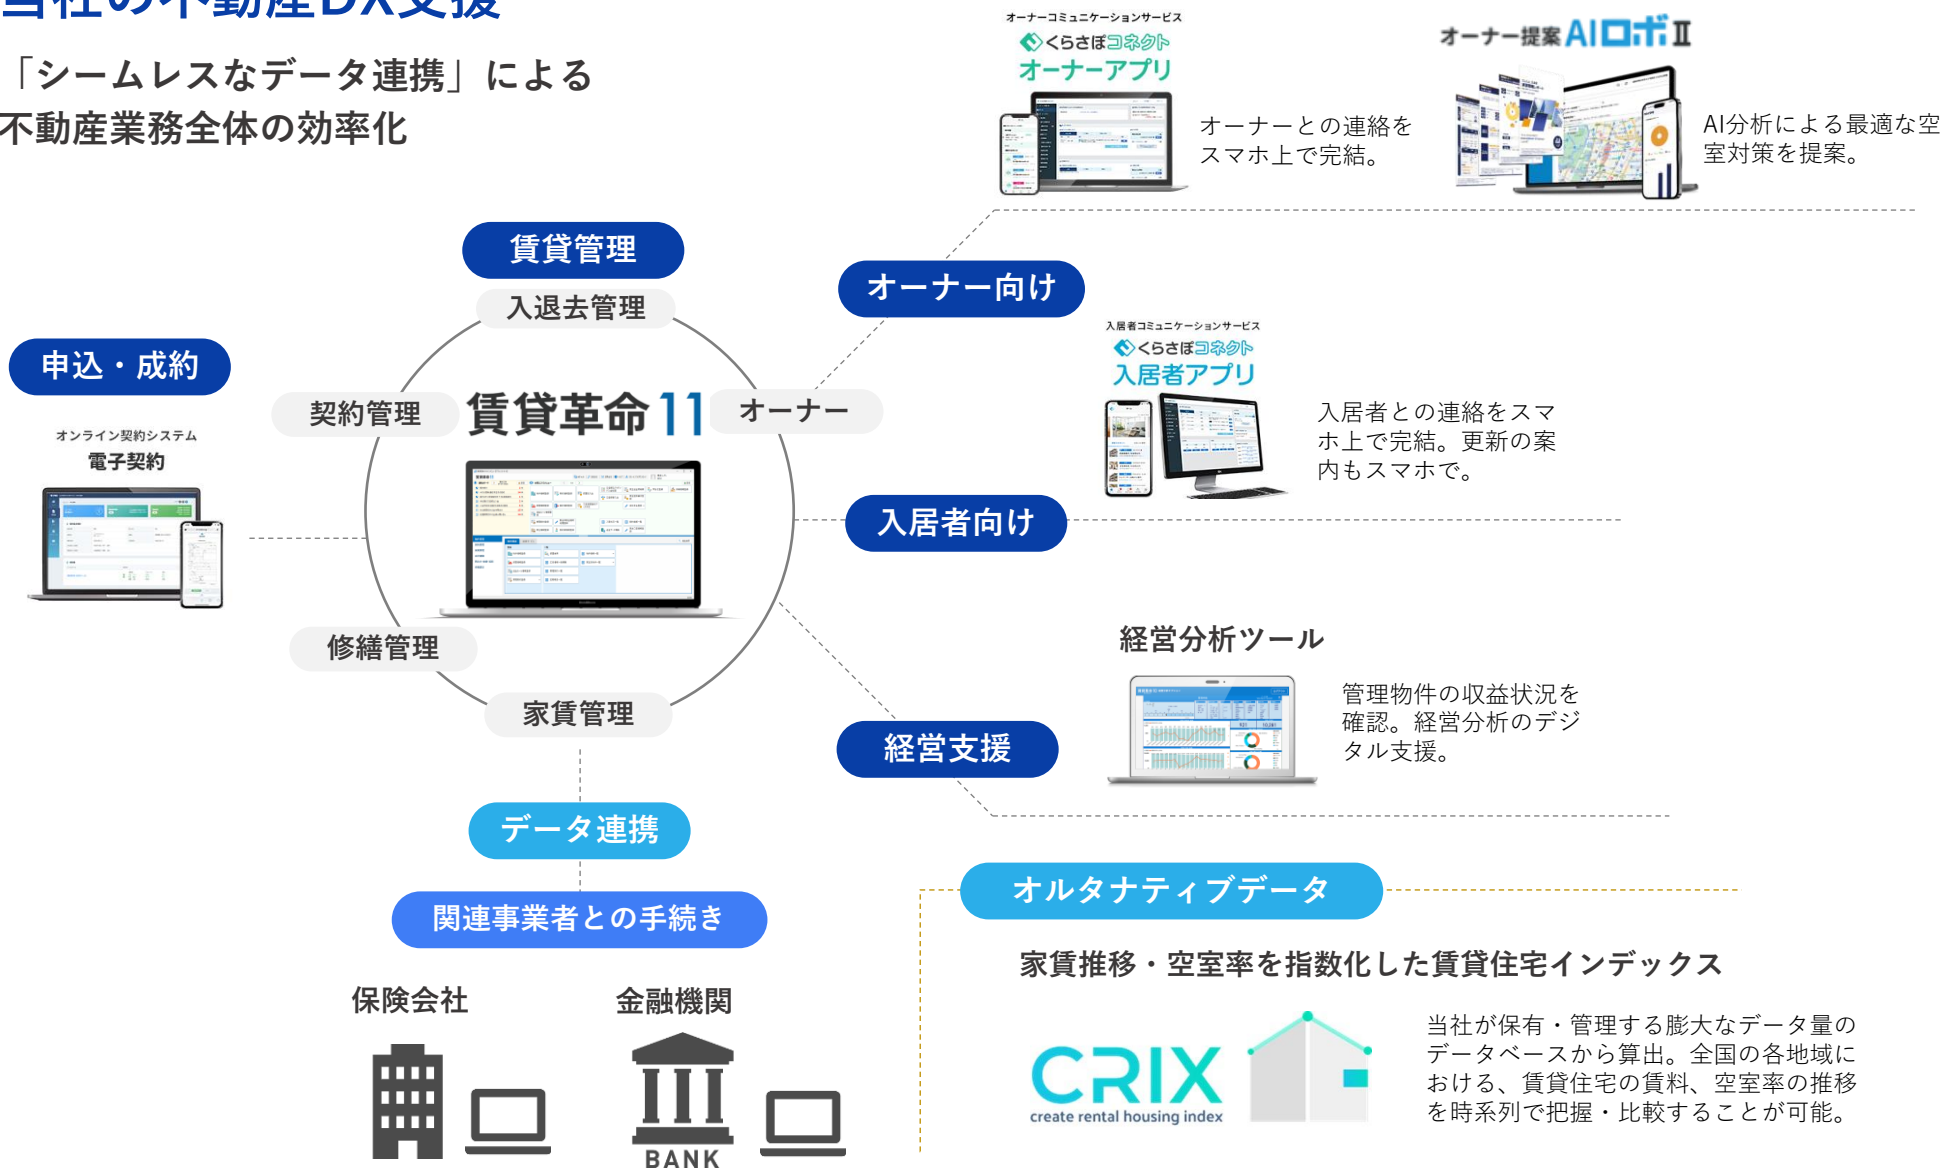 当社の不動産DX支援
「シームレスなデータ連携」による
不動産業務全体の効率化
オーナーコミュニケーションサービス
くらさぽコネクト
オーナーアプリ
オーナーとの連絡を
スマホ上で完結。
オーナー提案AIロボⅡ
AI分析による最適な空
室対策を提案。
賃貸管理
入退去管理
オーナー向け
申込・成約
契約管理
賃貸革命11
オーナー
オンライン契約システム
電子契約
入居者コミュニケーションサービス
くらさぽコネクト
入居者アプリ
入居者との連絡をスマ
ホ上で完結。更新の案
内もスマホで。
入居者向け
修繕管理
家賃管理
経営分析ツール
管理物件の収益状況を
確認。経営分析のデジ
タル支援。
経営支援
データ連携
関連事業者との手続き
保険会社
金融機関
BANK
オルタナティブデータ
家賃推移・空室率を指数化した賃貸住宅インデックス
CRIX
create rental housing index
当社が保有・管理する膨大なデータ量の
データベースから算出。全国の各地域に
おける、賃貸住宅の賃料、空室率の推移
を時系列で把握・比較することが可能。